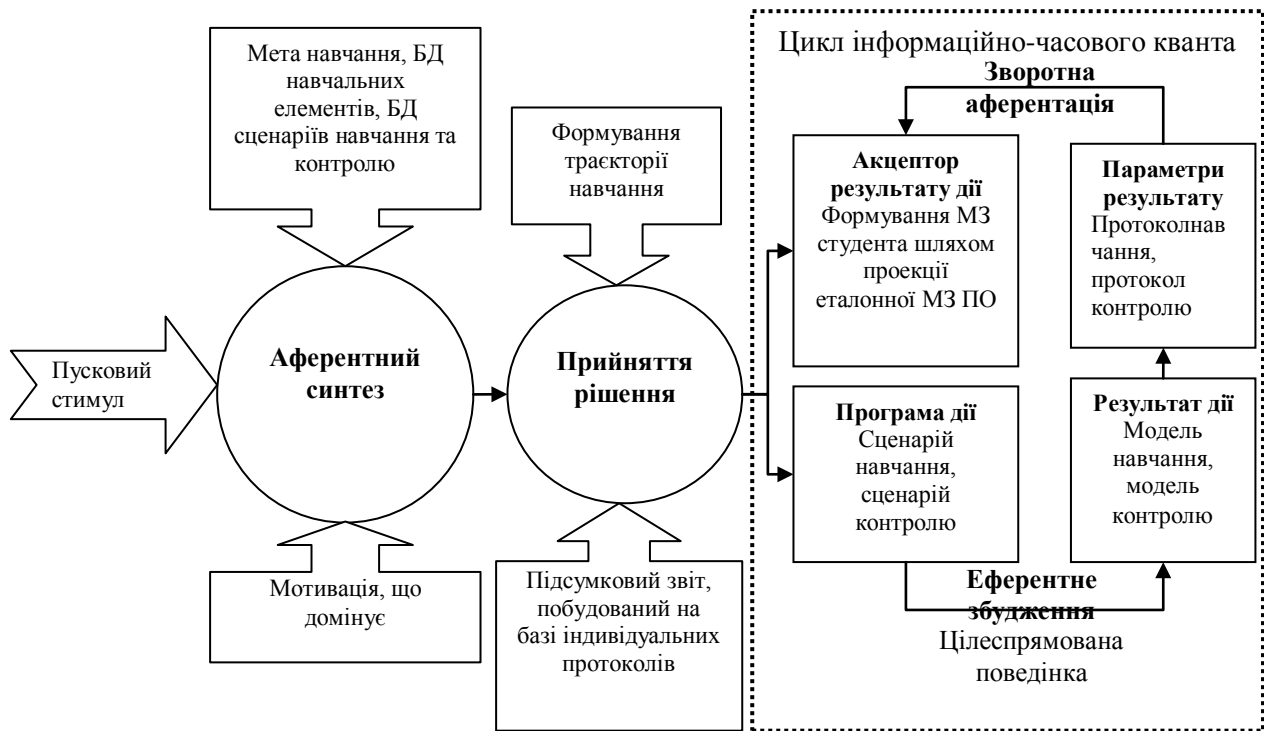 Мета навчання, БД
навчальних
елементів, БД
сценаріїв навчання та
контролю
Формування
траєкторії
навчання
Пусковий
стимул
Аферентний
синтез
Прийняття
рішення
Мотивація, що
домінує
Підсумковий звіт,
побудований на
базі індивідуальних
протоколів
Цикл інформаційно-часового кванта
Зворотна
аферентація
Акцептор
результату дії
Формування МЗ
студента шляхом
проекції
еталонної МЗ ПО
Параметри
результату
Протоколнав
чання,
протокол
контролю
Програма дії
Сценарій
навчання,
сценарій
контролю
Результат дії
Модель
навчання,
модель
контролю
Еферентне
збудження
Цілеспрямована
поведінка